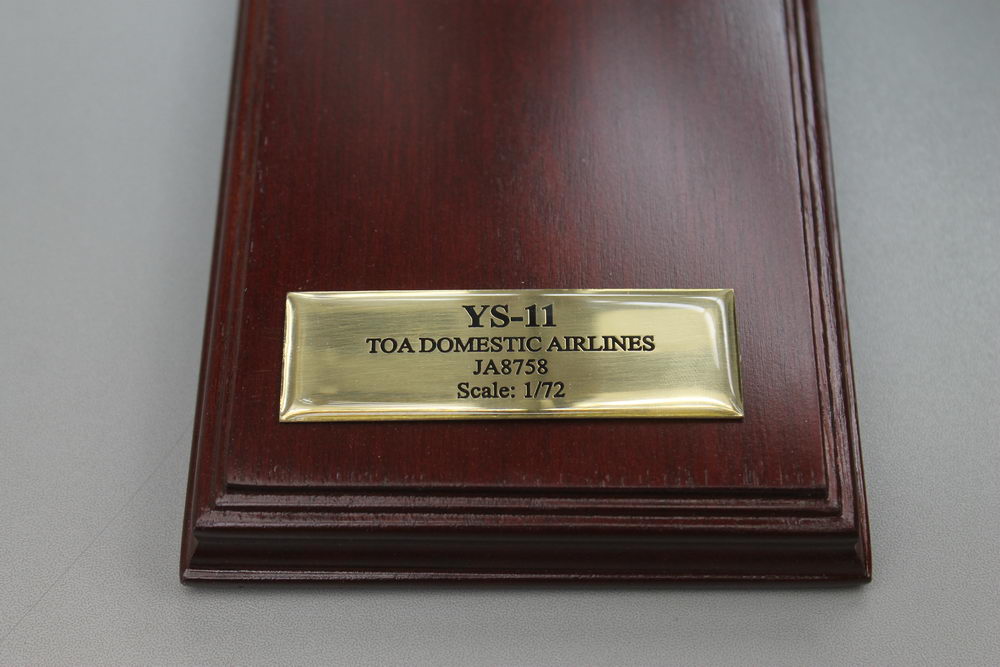 YS-11
TOA DOMESTIC AIRLINES
JA8758
Scale: 1/72